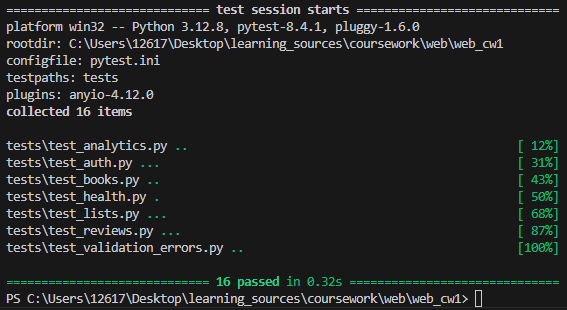 =========================== test session starts ============================
platform win32 -- Python 3.12.8, pytest-8.4.1, pluggy-1.6.0
rootdir: C:\Users\12617\Desktop\learning_sources\coursework\web\web_cw1
configfile: pytest.ini
testpaths: tests
plugins: anyio-4.12.0
collected 16 items

tests\test_analytics.py .. [ 12%]
tests\test_auth.py ... [ 31%]
tests\test_books.py .. [ 43%]
tests\test_health.py . [ 50%]
tests\test_lists.py ... [ 68%]
tests\test_reviews.py ... [ 87%]
tests\test_validation_errors.py .. [100%]

=========================== 16 passed in 0.32s ============================
PS C:\Users\12617\Desktop\learning_sources\coursework\web\web_cw1>